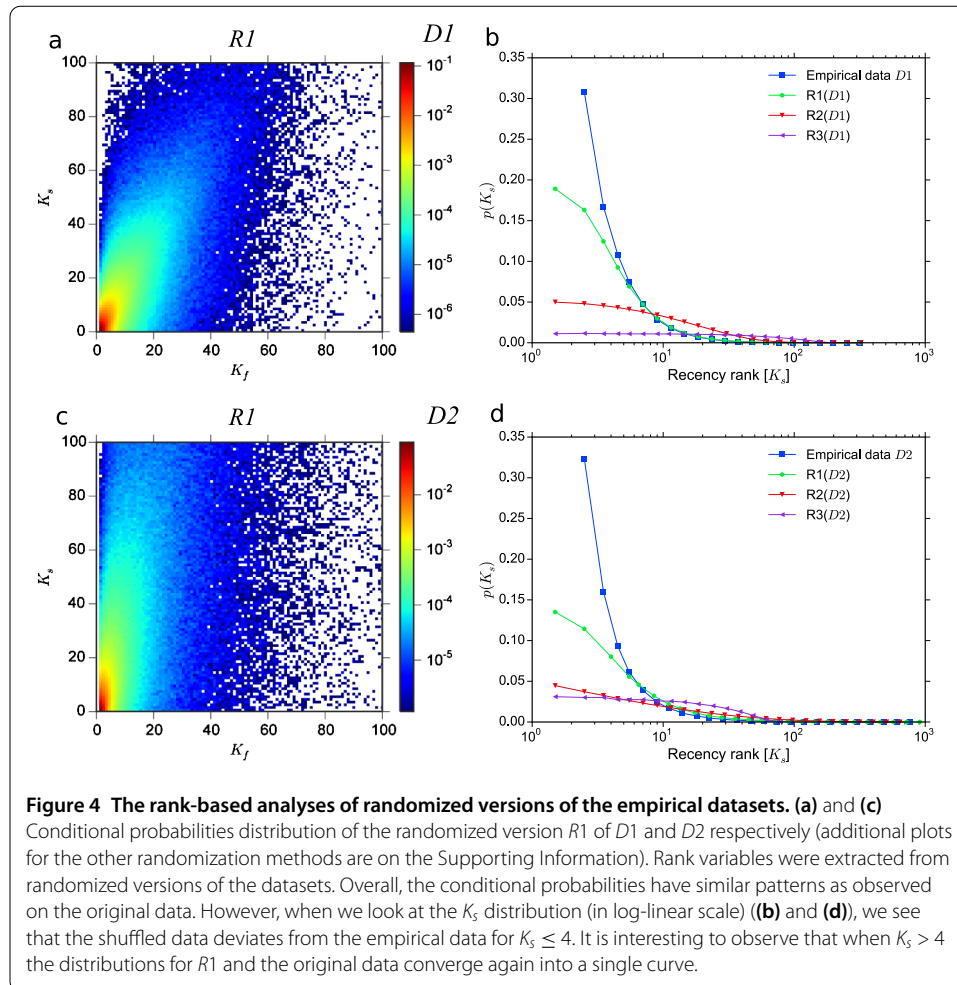 a
R1
D1
100
80
60
40
20
0
K_s
0 20 40 60 80 100
K_f
10^-1
10^-2
10^-3
10^-4
10^-5
10^-6
b
0.35
0.30
0.25
0.20
0.15
0.10
0.05
0.00
p(K_s)
Empirical data D1
R1(D1)
R2(D1)
R3(D1)
10^0 10^1 10^2 10^3
Recency rank [K_s]
c
R1
D2
100
80
60
40
20
0
K_s
0 20 40 60 80 100
K_f
10^-2
10^-3
10^-4
10^-5
d
0.35
0.30
0.25
0.20
0.15
0.10
0.05
0.00
p(K_s)
Empirical data D2
R1(D2)
R2(D2)
R3(D2)
10^0 10^1 10^2 10^3
Recency rank [K_s]
Figure 4 The rank-based analyses of randomized versions of the empirical datasets. (a) and (c)
Conditional probabilities distribution of the randomized version R1 of D1 and D2 respectively (additional plots
for the other randomization methods are on the Supporting Information). Rank variables were extracted from
randomized versions of the datasets. Overall, the conditional probabilities have similar patterns as observed
on the original data. However, when we look at the K_s distribution (in log-linear scale) ((b) and (d)), we see
that the shuffled data deviates from the empirical data for K_s ≤ 4. It is interesting to observe that when K_s > 4
the distributions for R1 and the original data converge again into a single curve.